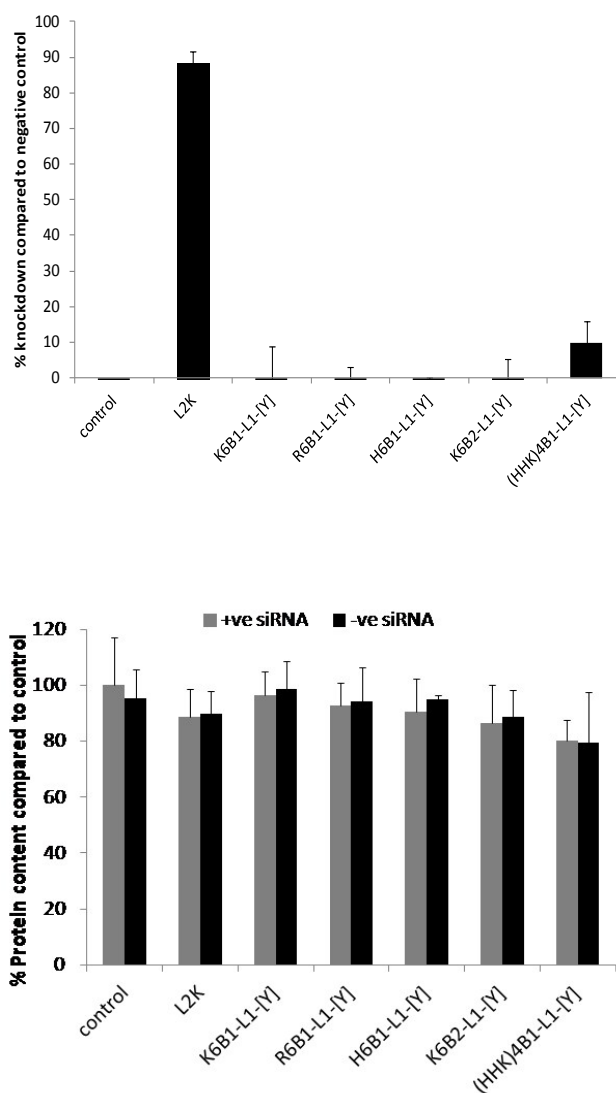 % knockdown compared to negative control
100
90
80
70
60
50
40
30
20
10
0
control
L2K
K6B1-L1-[Y]
R6B1-L1-[Y]
H6B1-L1-[Y]
K6B2-L1-[Y]
(HHK)4B1-L1-[Y]
+ve siRNA
-ve siRNA
% Protein content compared to control
120
100
80
60
40
20
0
control
L2K
K6B1-L1-[Y]
R6B1-L1-[Y]
H6B1-L1-[Y]
K6B2-L1-[Y]
(HHK)4B1-L1-[Y]